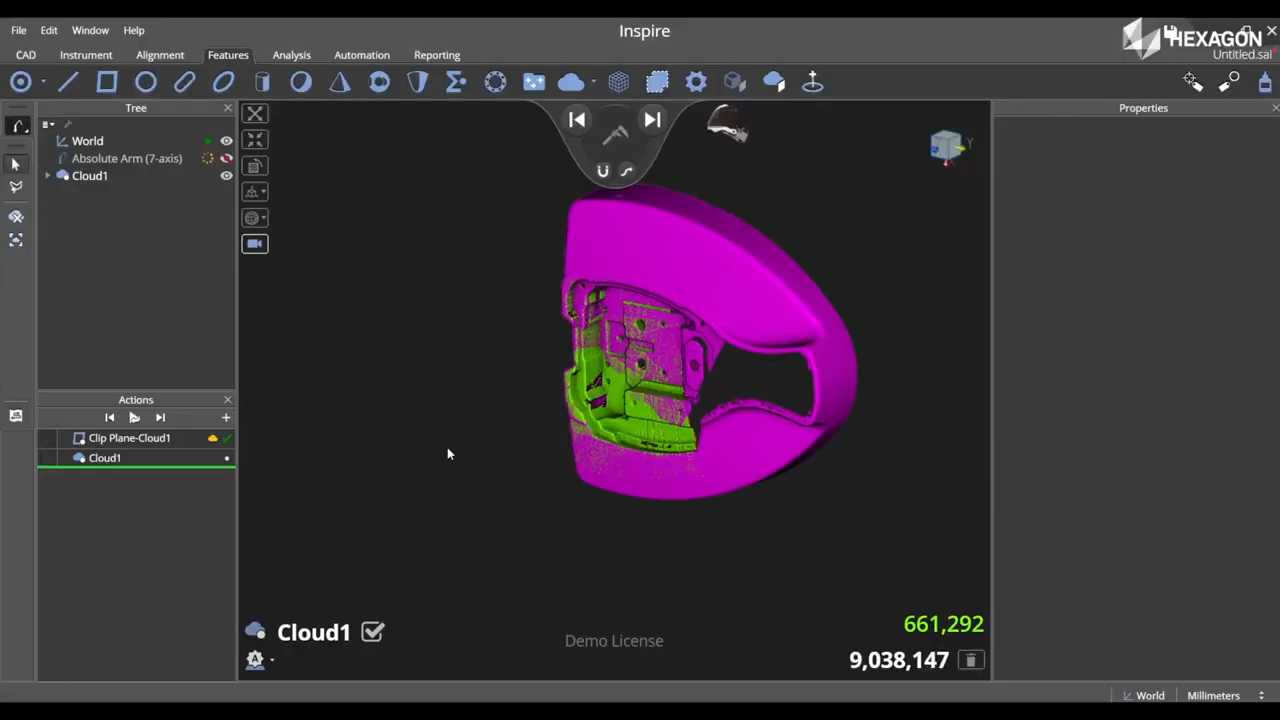 File Edit Window Help
Inspire
HEXAGON
Untitled.sal
CAD Instrument Alignment Features Analysis Automation Reporting
Tree
Properties
World
Absolute Arm (7-axis)
Cloud1
Y
Actions
Clip Plane-Cloud1
Cloud1
Cloud1
Demo License
661,292
9,038,147
World
Millimeters